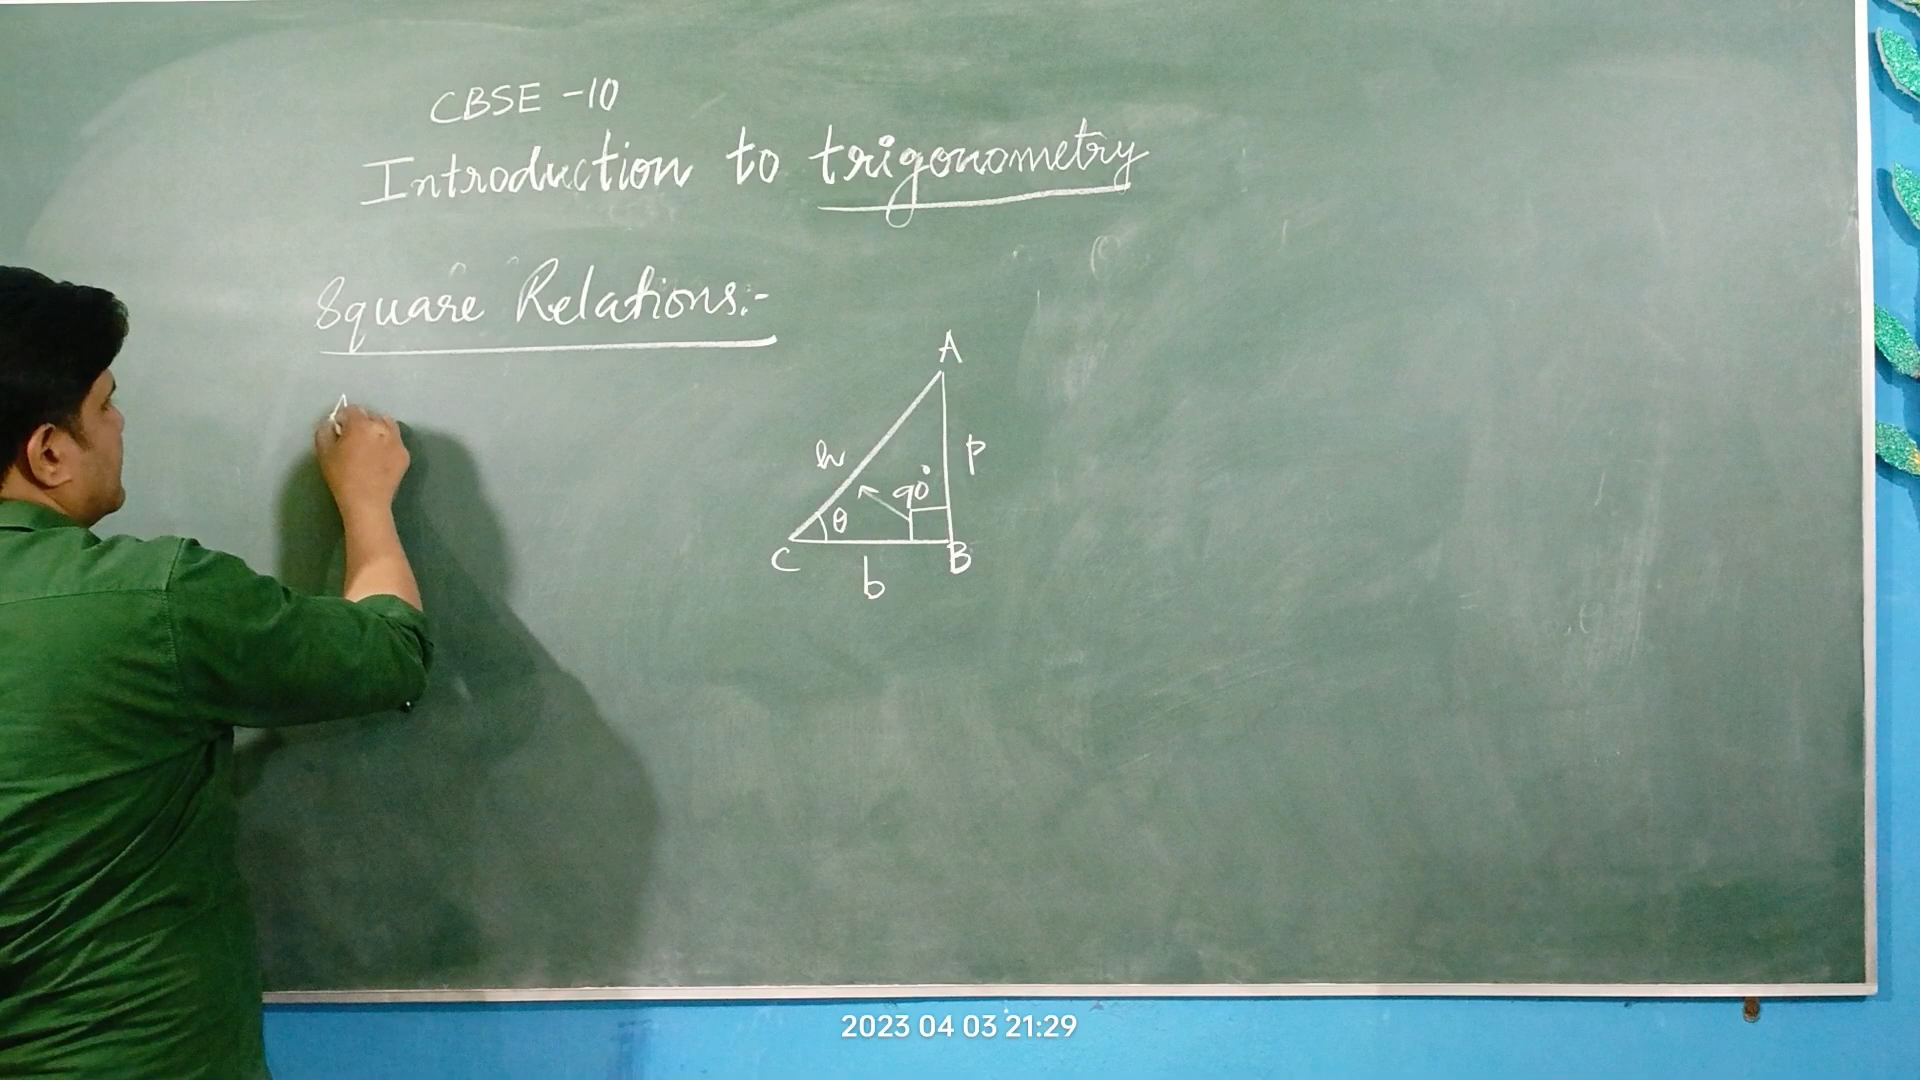 CBSE -10
Introduction to trigonometry
Square Relations:-
A
h
p
90°
θ
C
B
b
2023 04 03 21:29